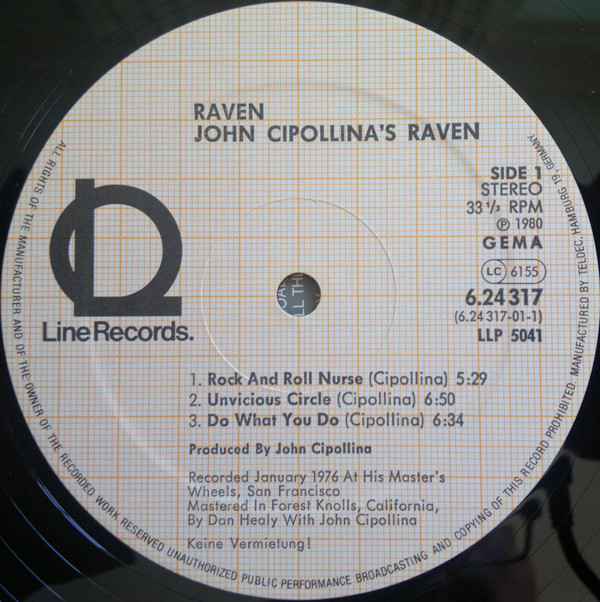 RAVEN
JOHN CIPOLLINA'S RAVEN
SIDE 1
STEREO
33 ⅓ RPM
Ⓟ 1980
GEMA
LC 6155
6.24317
(6.24 317-01-1)
LLP 5041
LineRecords.
1. Rock And Roll Nurse (Cipollina) 5:29
2. Unvicious Circle (Cipollina) 6:50
3. Do What You Do (Cipollina) 6:34
Produced By John Cipollina
Recorded January 1976 At His Master's
Wheels, San Francisco
Mastered In Forest Knolls, California,
By Dan Healy With John Cipollina
Keine Vermietung!
ALL RIGHTS OF THE MANUFACTURER AND OF THE OWNER OF THE RECORDED WORK RESERVED UNAUTHORIZED PUBLIC PERFORMANCE BROADCASTING AND COPYING OF THIS RECORD PROHIBITED. MANUFACTURED BY TELDEC, HAMBURG 19, GERMANY